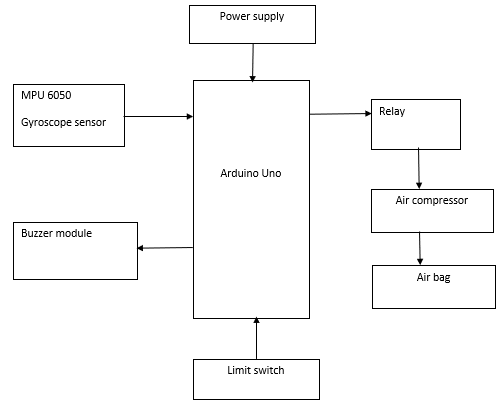 Power supply
MPU 6050
Gyroscope sensor
Relay
Arduino Uno
Air compressor
Buzzer module
Air bag
Limit switch